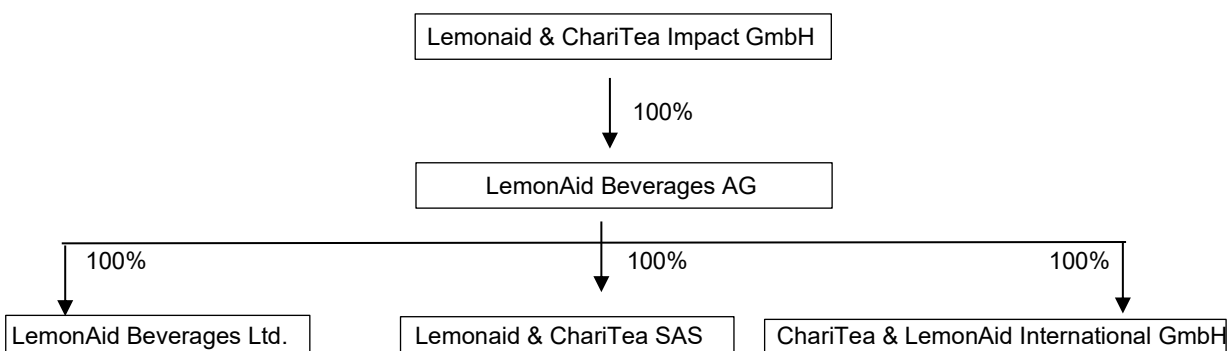 Lemonaid & ChariTea Impact GmbH
100%
LemonAid Beverages AG
100%
100%
100%
LemonAid Beverages Ltd.
Lemonaid & ChariTea SAS
ChariTea & LemonAid International GmbH